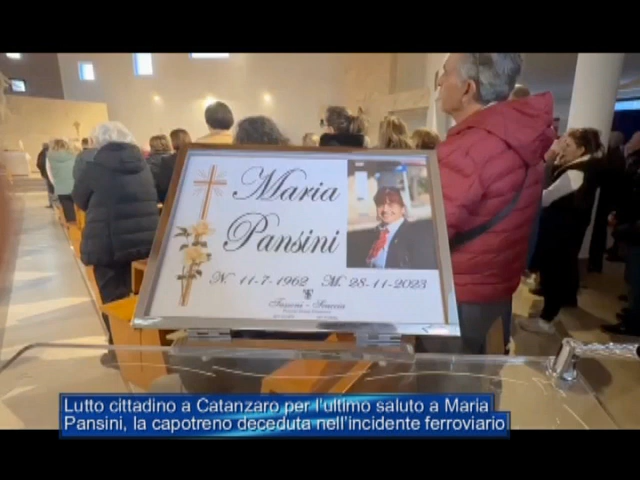 Maria
Pansini
N. 11-7-1962 M. 28-11-2023
Lutto cittadino a Catanzaro per l'ultimo saluto a Maria
Pansini, la capotreno deceduta nell'incidente ferroviario